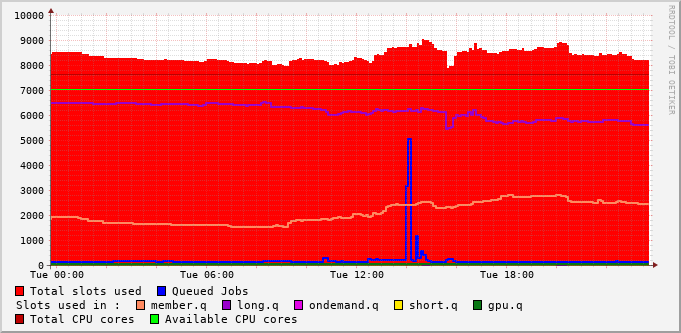 RRDTOOL / TOBI OETIKER
10000
9000
8000
7000
6000
5000
4000
3000
2000
1000
0
Tue 00:00 Tue 06:00 Tue 12:00 Tue 18:00
Total slots used Queued Jobs
Slots used in : member.q long.q ondemand.q short.q gpu.q
Total CPU cores Available CPU cores